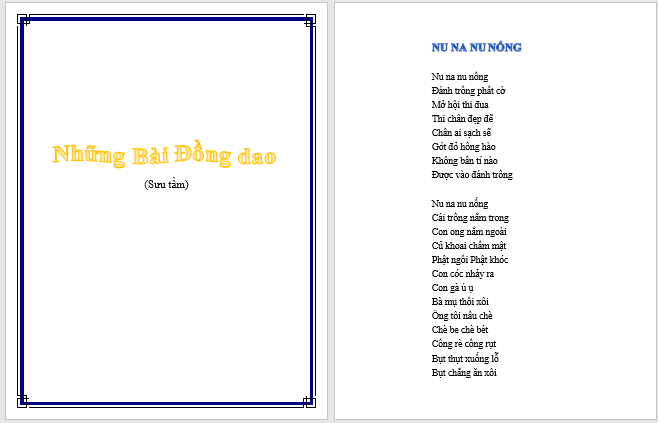 Những Bài Đồng dao
(Sưu tầm)
NU NA NU NỐNG
Nu na nu nống
Đánh trống phất cờ
Mở hội thi đua
Thi chân đẹp đẽ
Chân ai sạch sẽ
Gót đỏ hồng hào
Không bẩn tí nào
Được vào đánh trống
Nu na nu nống
Cái trống nằm trong
Con ong nằm ngoài
Củ khoai chấm mật
Phật ngồi Phật khóc
Con cóc nhảy ra
Con gà ú ụ
Bà mụ thổi xôi
Ông tôi nấu chè
Chè be chè bét
Cống rè cống rụt
Bụt thụt xuống lỗ
Bụt chẳng ăn xôi